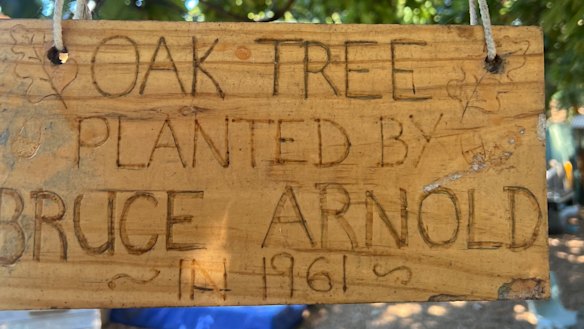 OAK TREE
PLANTED BY
BRUCE ARNOLD
~ IN 1961 ~